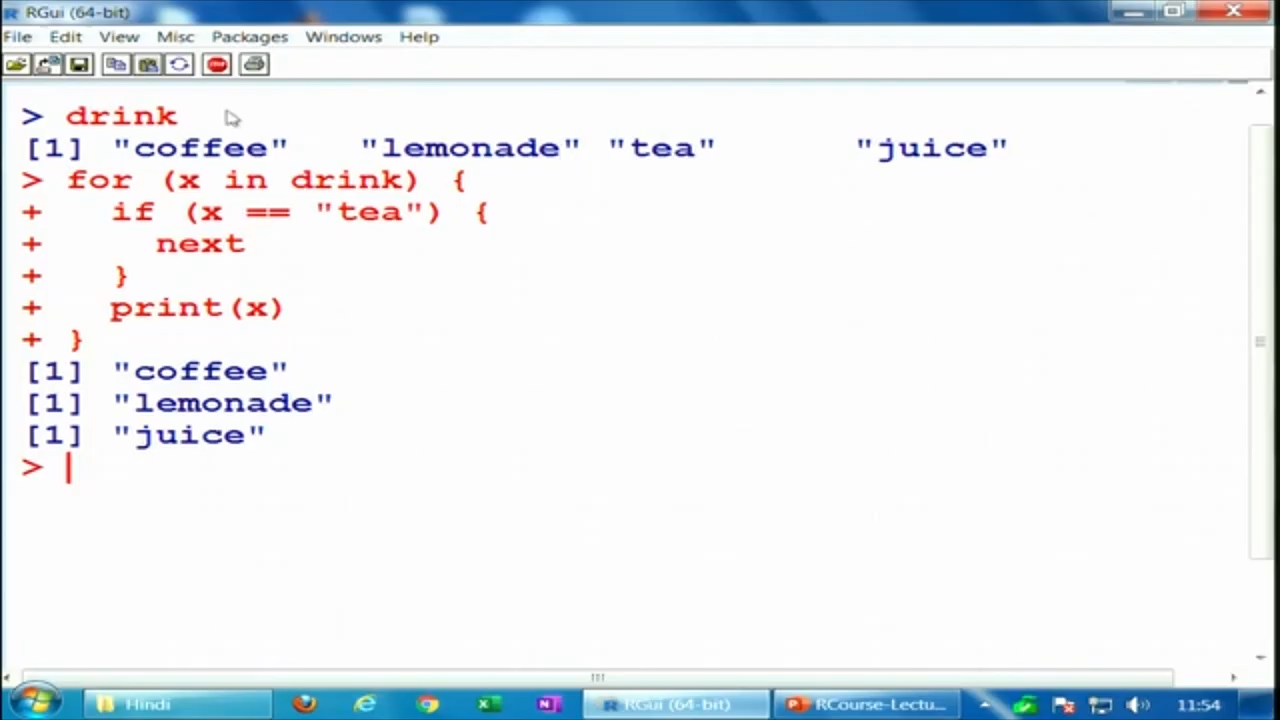 RGui (64-bit)
File Edit View Misc Packages Windows Help
STOP
> drink
[1] "coffee" "lemonade" "tea" "juice"
> for (x in drink) {
+ if (x == "tea") {
+ next
+ }
+ print(x)
+ }
[1] "coffee"
[1] "lemonade"
[1] "juice"
>
Hindi RGui (64-bit) RCourse-Lectu... 11:54